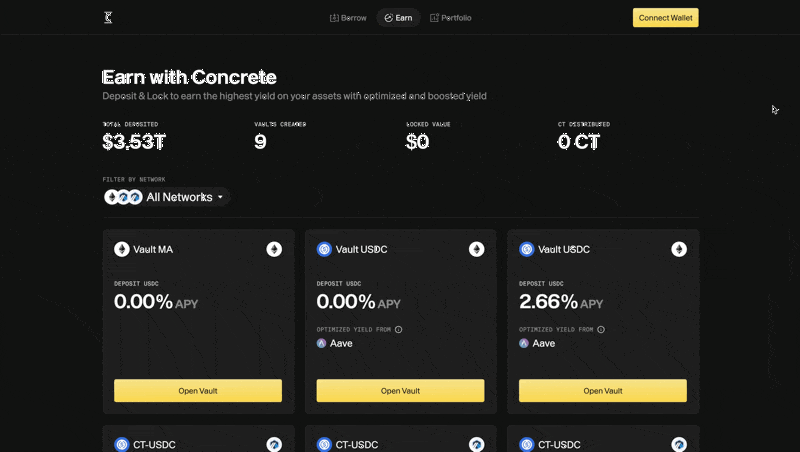 Borrow Earn Portfolio Connect Wallet
Earn with Concrete
Deposit & Lock to earn the highest yield on your assets with optimized and boosted yield
TOTAL DEPOSITED VAULTS CREATED LOCKED VALUE CT DISTRIBUTED
$3.53T 9 $0 0 CT
FILTER BY NETWORK
All Networks
Vault MA Vault USDC Vault USDC
DEPOSIT USDC DEPOSIT USDC DEPOSIT USDC
0.00% APY 0.00% APY 2.66% APY
OPTIMIZED YIELD FROM OPTIMIZED YIELD FROM
Aave Aave
Open Vault Open Vault Open Vault
CT-USDC CT-USDC CT-USDC